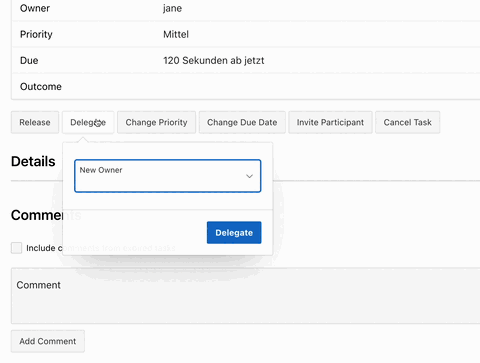 Owner jane
Priority Mittel
Due 120 Sekunden ab jetzt
Outcome
Release Delegate Change Priority Change Due Date Invite Participant Cancel Task
New Owner
Details
Delegate
Comments
Include
Comment
Add Comment